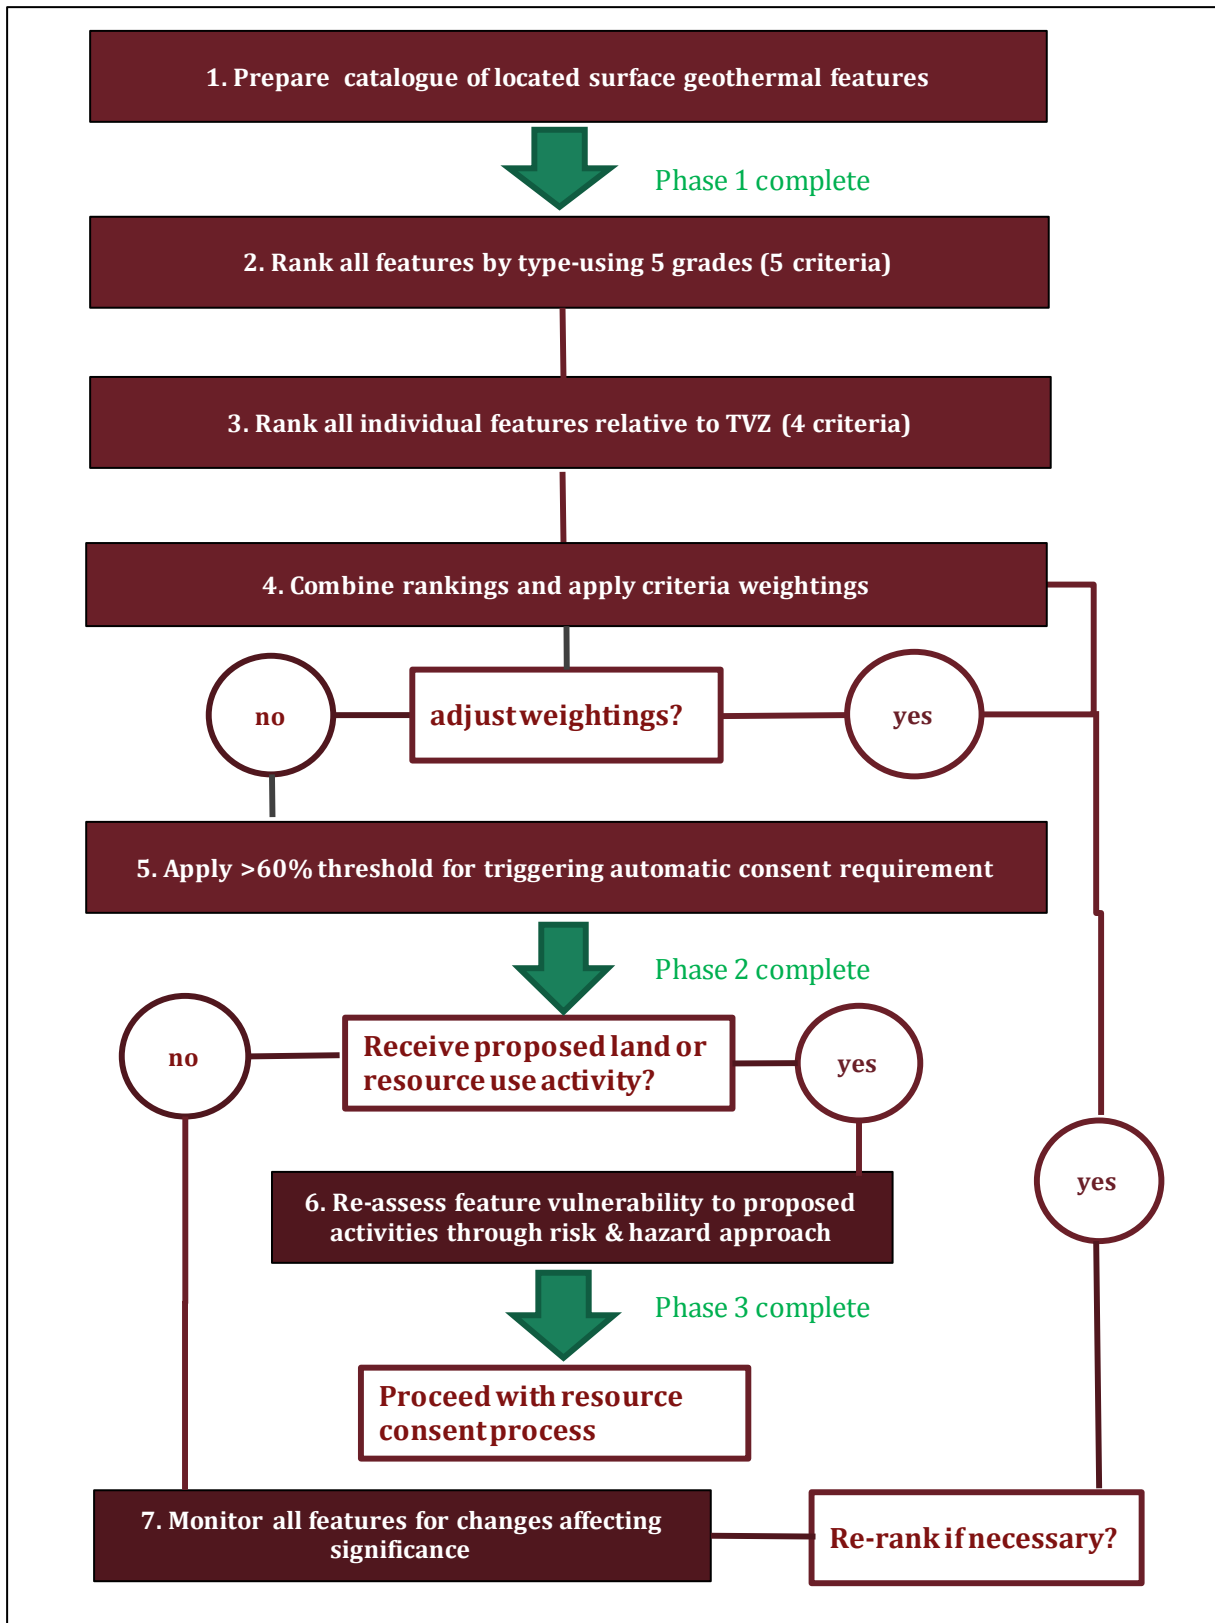 1. Prepare catalogue of located surface geothermal features
Phase 1 complete
2. Rank all features by type-using 5 grades (5 criteria)
3. Rank all individual features relative to TVZ (4 criteria)
4. Combine rankings and apply criteria weightings
no
adjust weightings?
yes
5. Apply >60% threshold for triggering automatic consent requirement
Phase 2 complete
no
Receive proposed land or
resource use activity?
yes
6. Re-assess feature vulnerability to proposed
activities through risk & hazard approach
yes
Phase 3 complete
Proceed with resource
consent process
7. Monitor all features for changes affecting
significance
Re-rank if necessary?